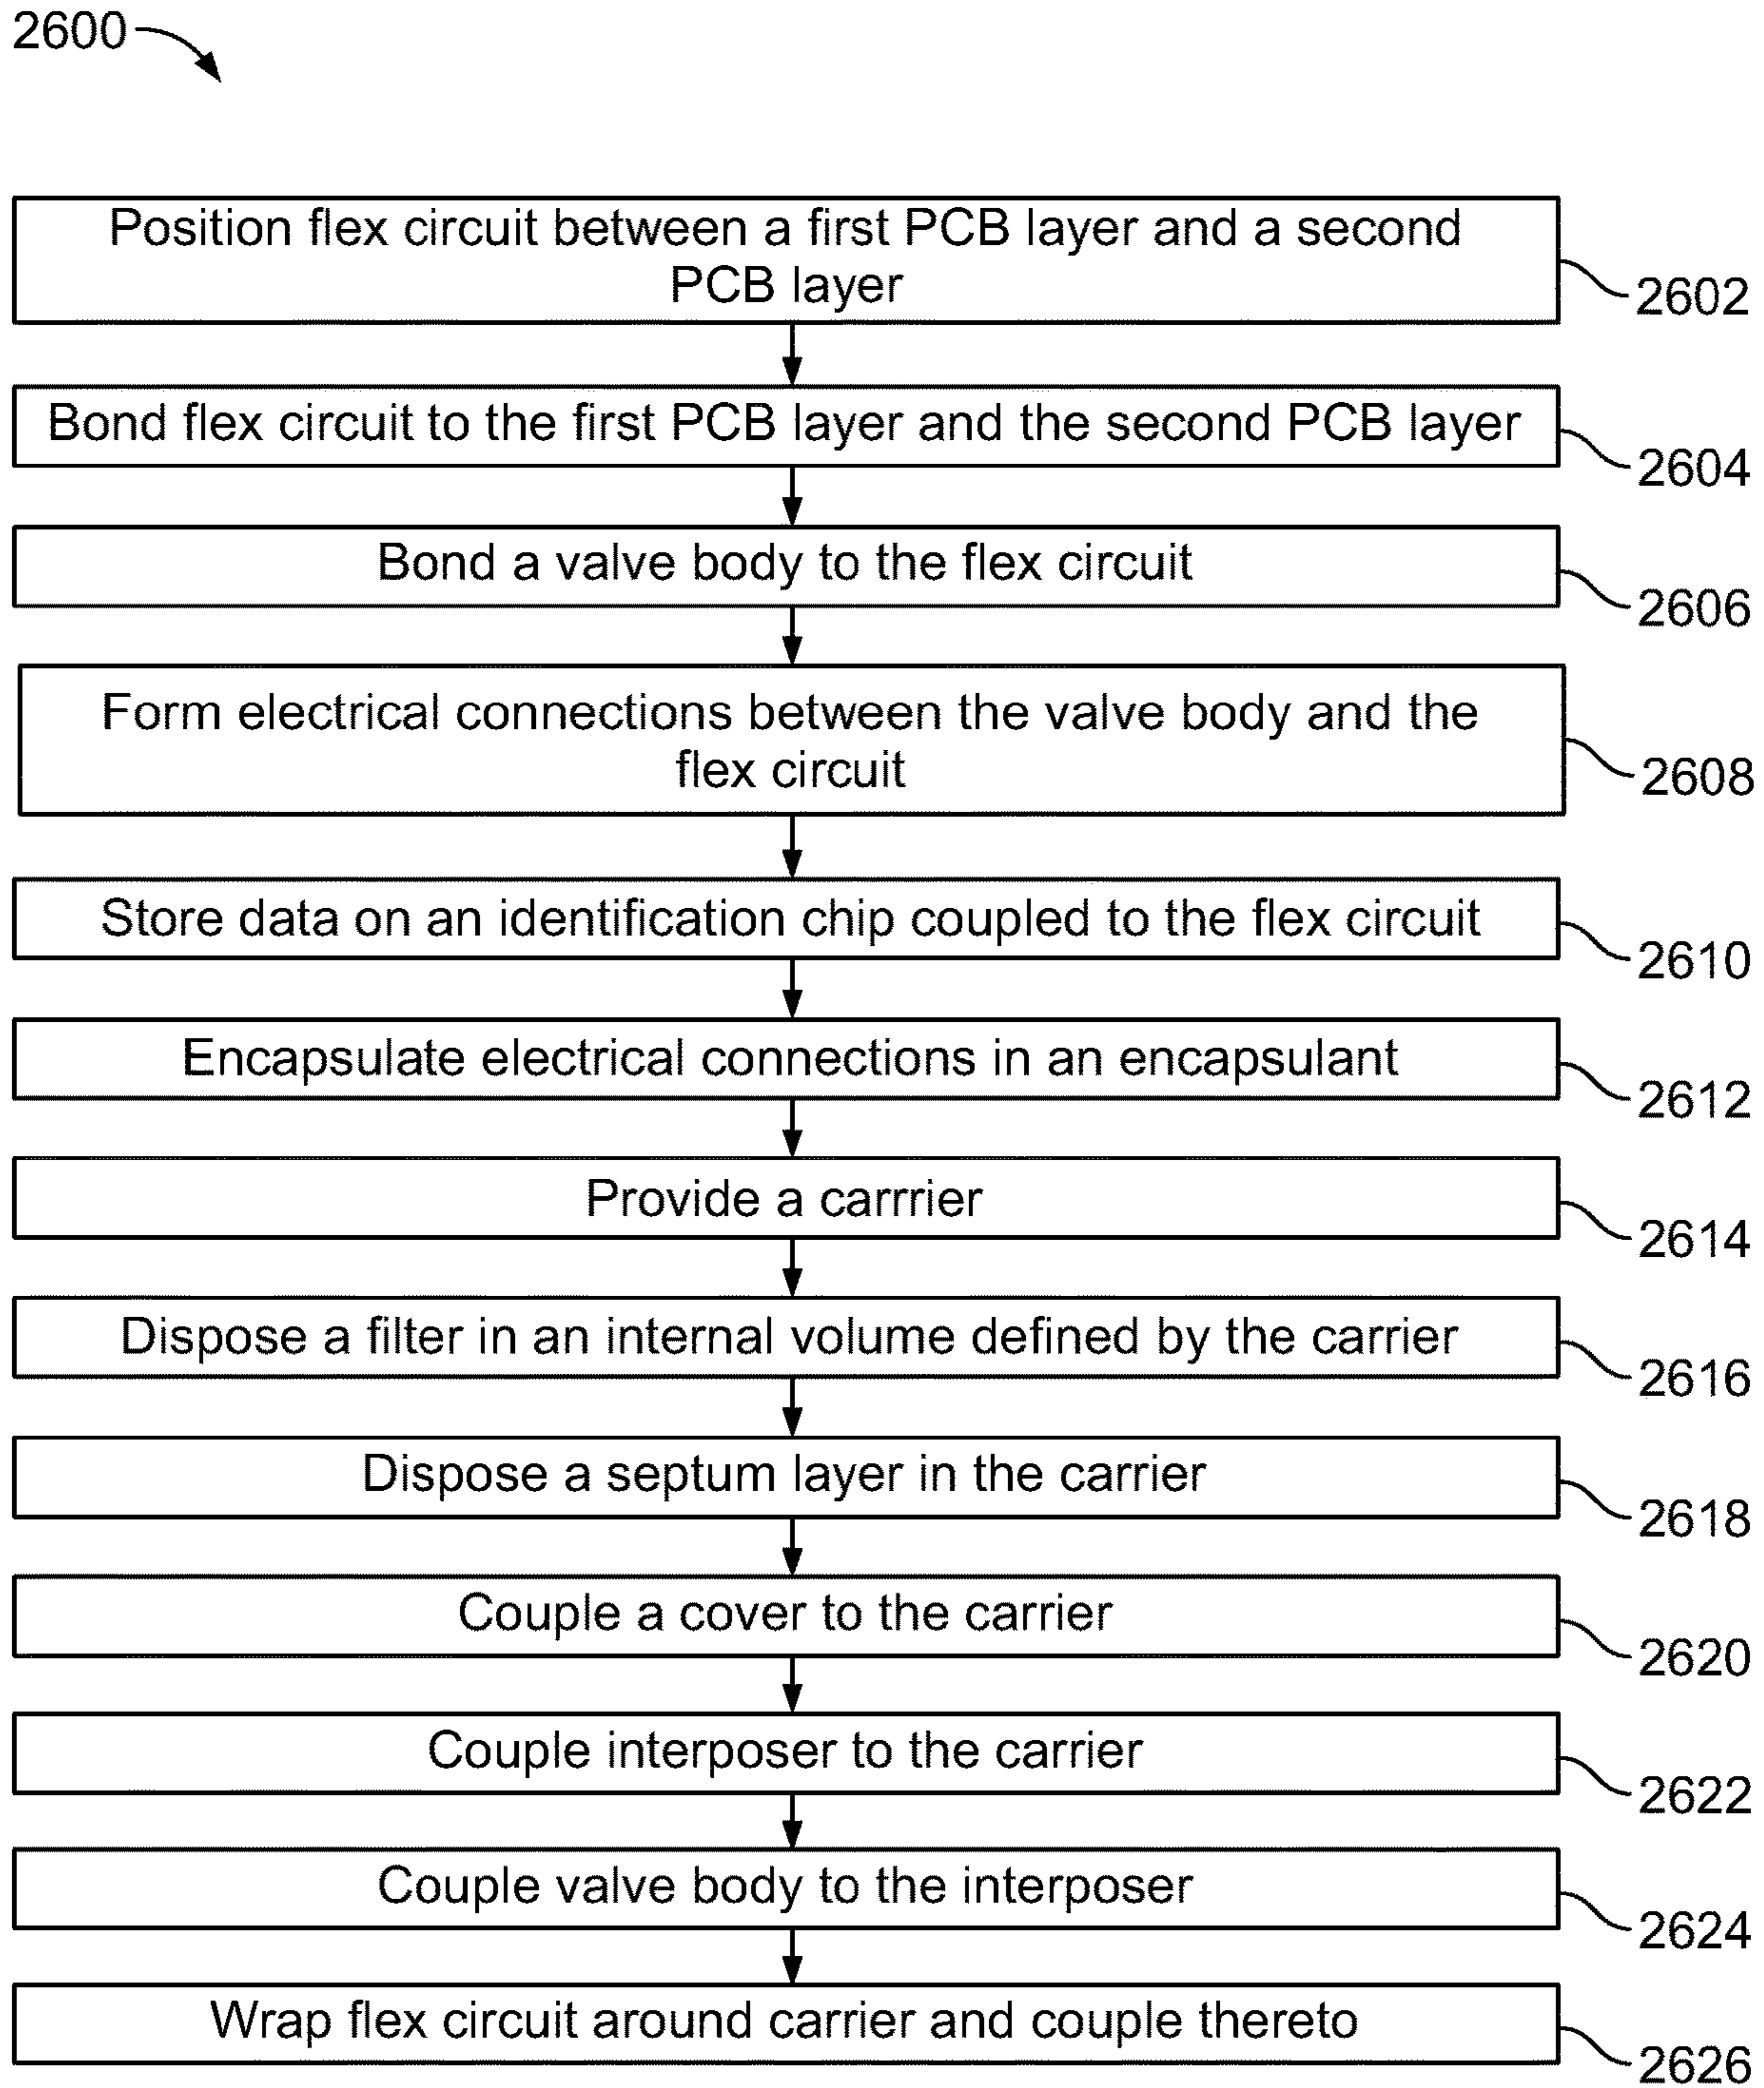 2600
Position flex circuit between a first PCB layer and a second
PCB layer
2602
Bond flex circuit to the first PCB layer and the second PCB layer
2604
Bond a valve body to the flex circuit
2606
Form electrical connections between the valve body and the
flex circuit
2608
Store data on an identification chip coupled to the flex circuit
2610
Encapsulate electrical connections in an encapsulant
2612
Provide a carrrier
2614
Dispose a filter in an internal volume defined by the carrier
2616
Dispose a septum layer in the carrier
2618
Couple a cover to the carrier
2620
Couple interposer to the carrier
2622
Couple valve body to the interposer
2624
Wrap flex circuit around carrier and couple thereto
2626